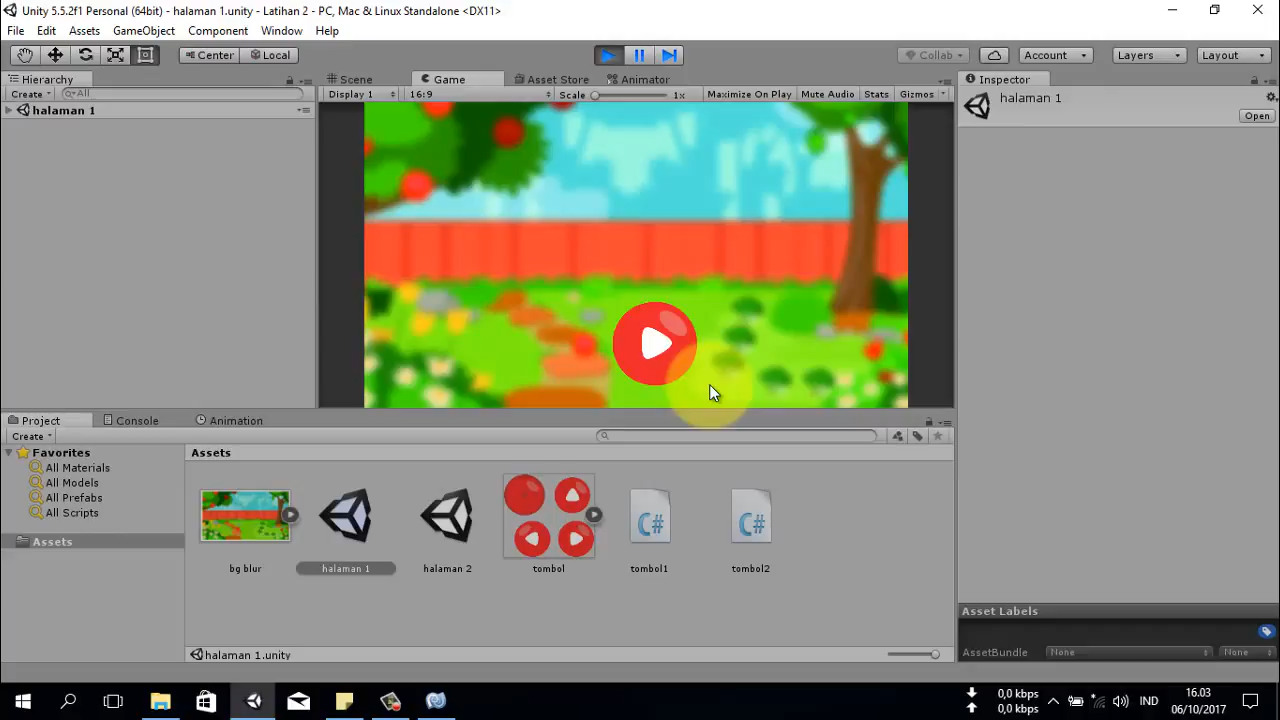 Unity 5.5.2f1 Personal (64bit) - halaman 1.unity - Latihan 2 - PC, Mac & Linux Standalone <DX11>
File Edit Assets GameObject Component Window Help
Center Local Collab Account Layers Layout
Hierarchy Scene Game Asset Store Animator Inspector
Create All Display 1 16:9 Scale 1x Maximize On Play Mute Audio Stats Gizmos halaman 1
halaman 1 Open
Project Console Animation
Create
Favorites Assets
All Materials
All Models
All Prefabs
All Scripts
Assets
bg blur halaman 1 halaman 2 tombol tombol1 tombol2
C# C#
Asset Labels
halaman 1.unity AssetBundle None None
0,0 kbps
0,0 kbps
IND
16.03
06/10/2017